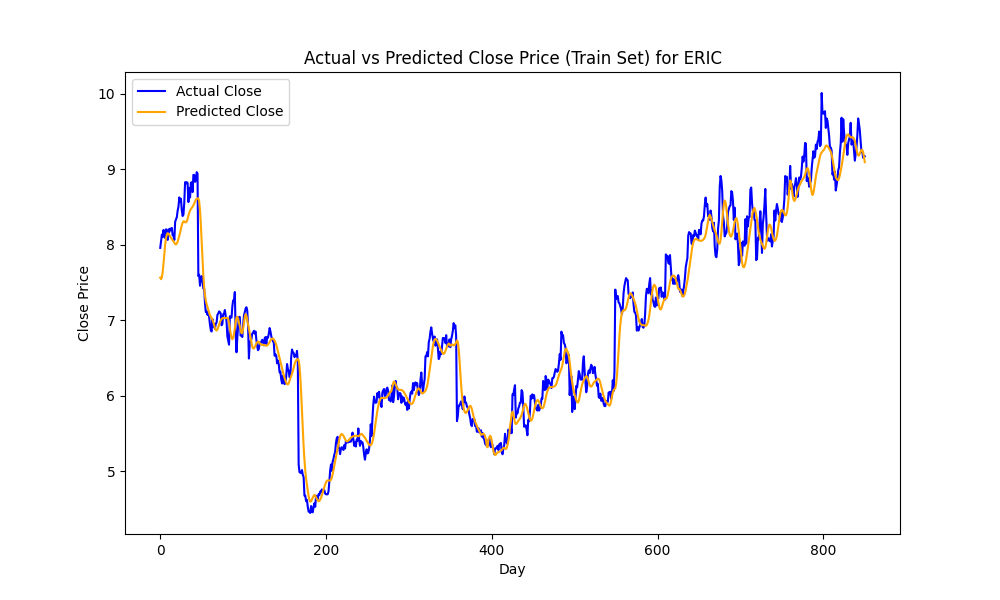 Actual vs Predicted Close Price (Train Set) for ERIC
Actual Close
Predicted Close
10
9
8
7
6
5
Close Price
0 200 400 600 800
Day